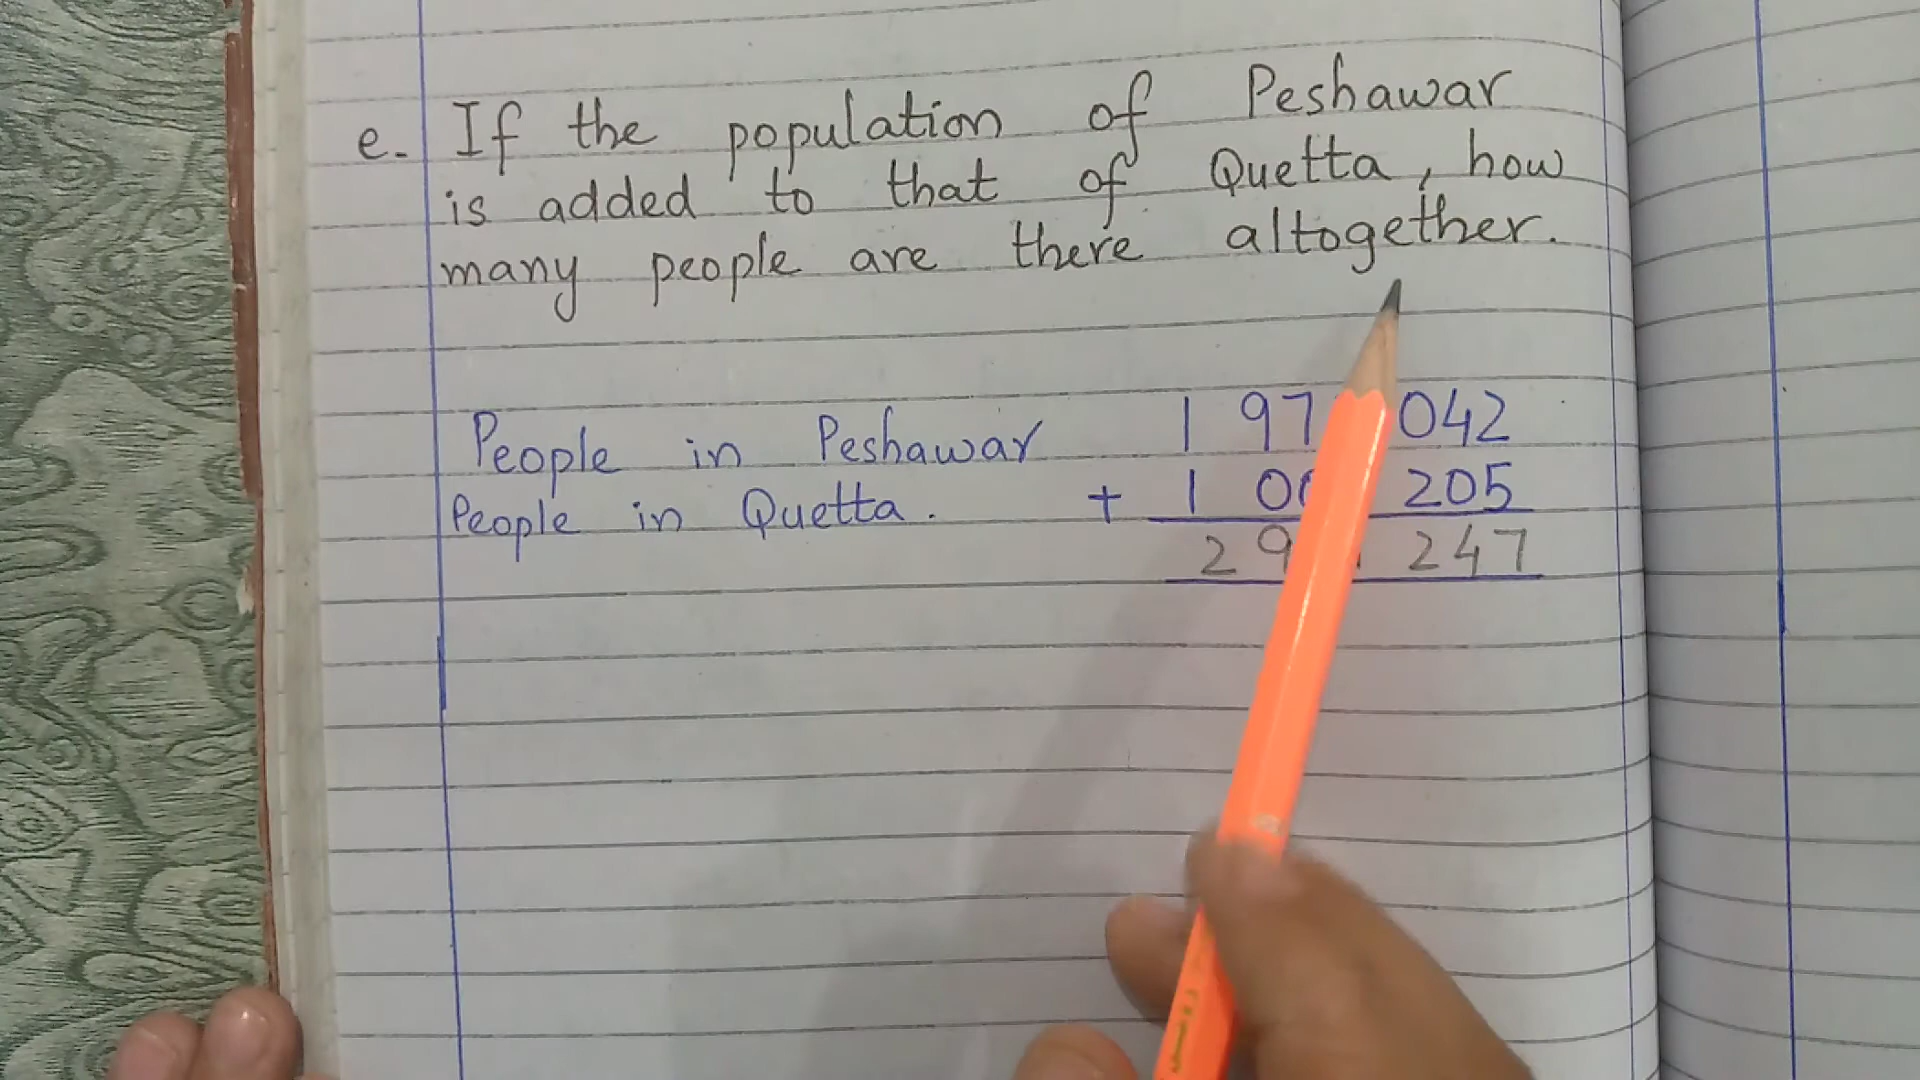 e. If the population of Peshawar
is added to that of Quetta, how
many people are there altogether.
People in Peshawar 1 97 042
People in Quetta. + 1 0 205
2 9 247